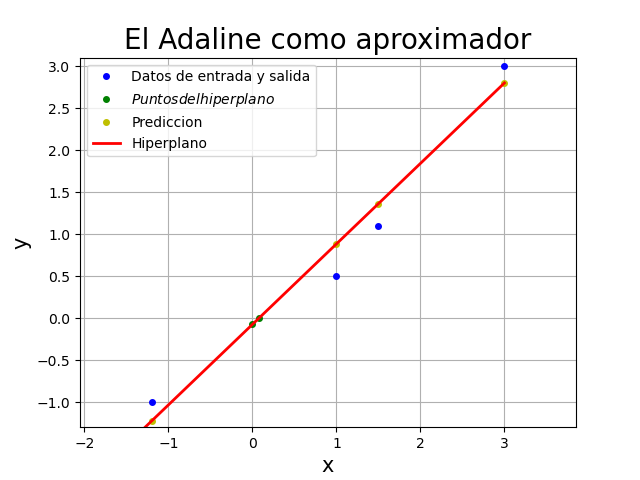 El Adaline como aproximador
Datos de entrada y salida
Puntosdelhiperplano
Prediccion
Hiperplano
3.0
2.5
2.0
1.5
1.0
0.5
0.0
−0.5
−1.0
y
−2 −1 0 1 2 3
x